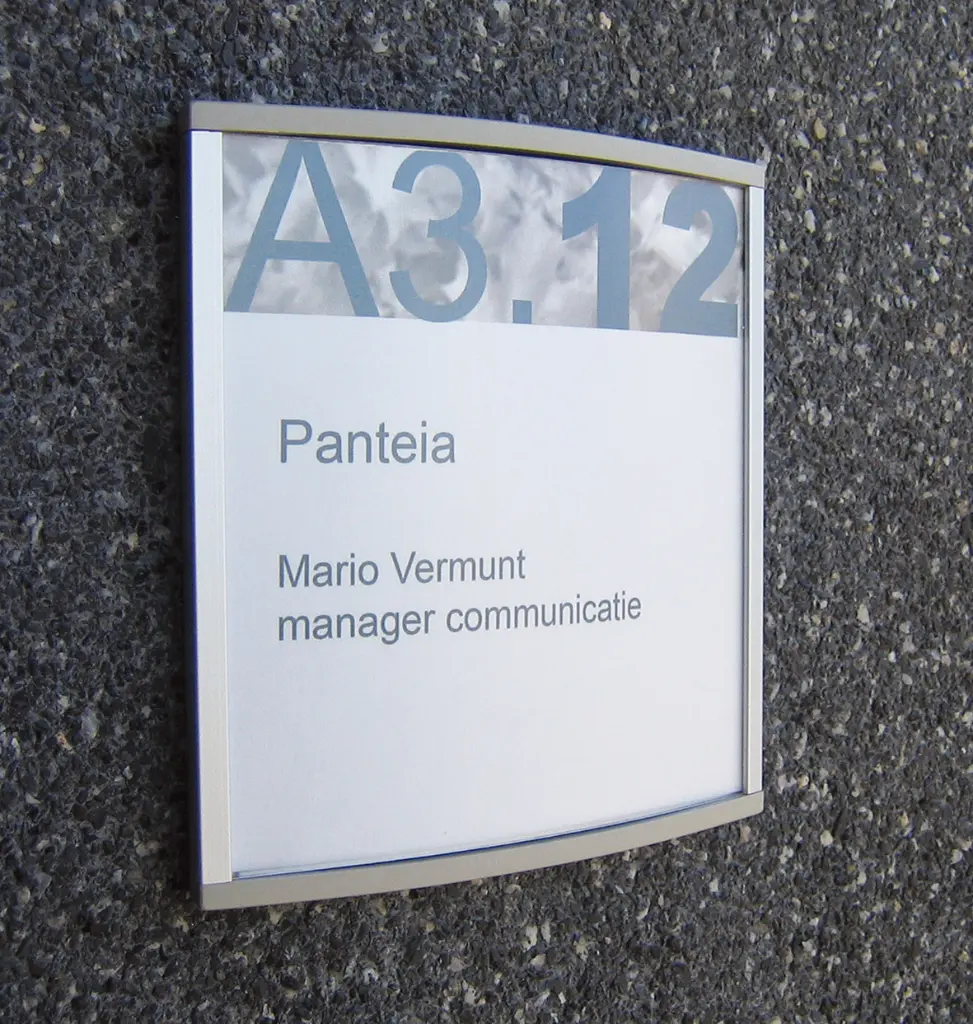 A3.12
Panteia
Mario Vermunt
manager communicatie